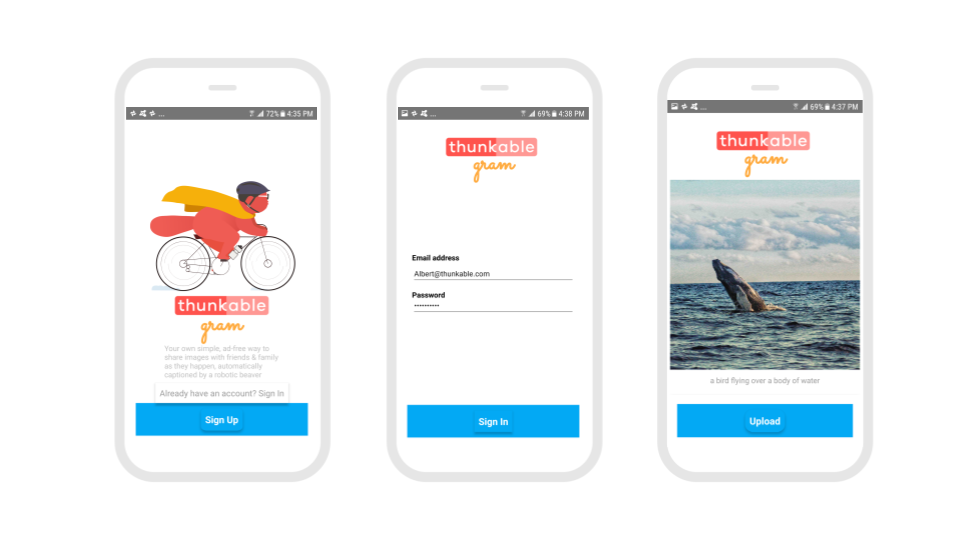 ... 72% 4:35 PM
thunkable
gram
Your own simple, ad-free way to
share images with friends & family
as they happen, automatically
captioned by a robotic beaver
Already have an account? Sign In
Sign Up
... 69% 4:38 PM
thunkable
gram
Email address
Albert@thunkable.com
Password
••••••••••
Sign In
... 69% 4:37 PM
thunkable
gram
a bird flying over a body of water
Upload